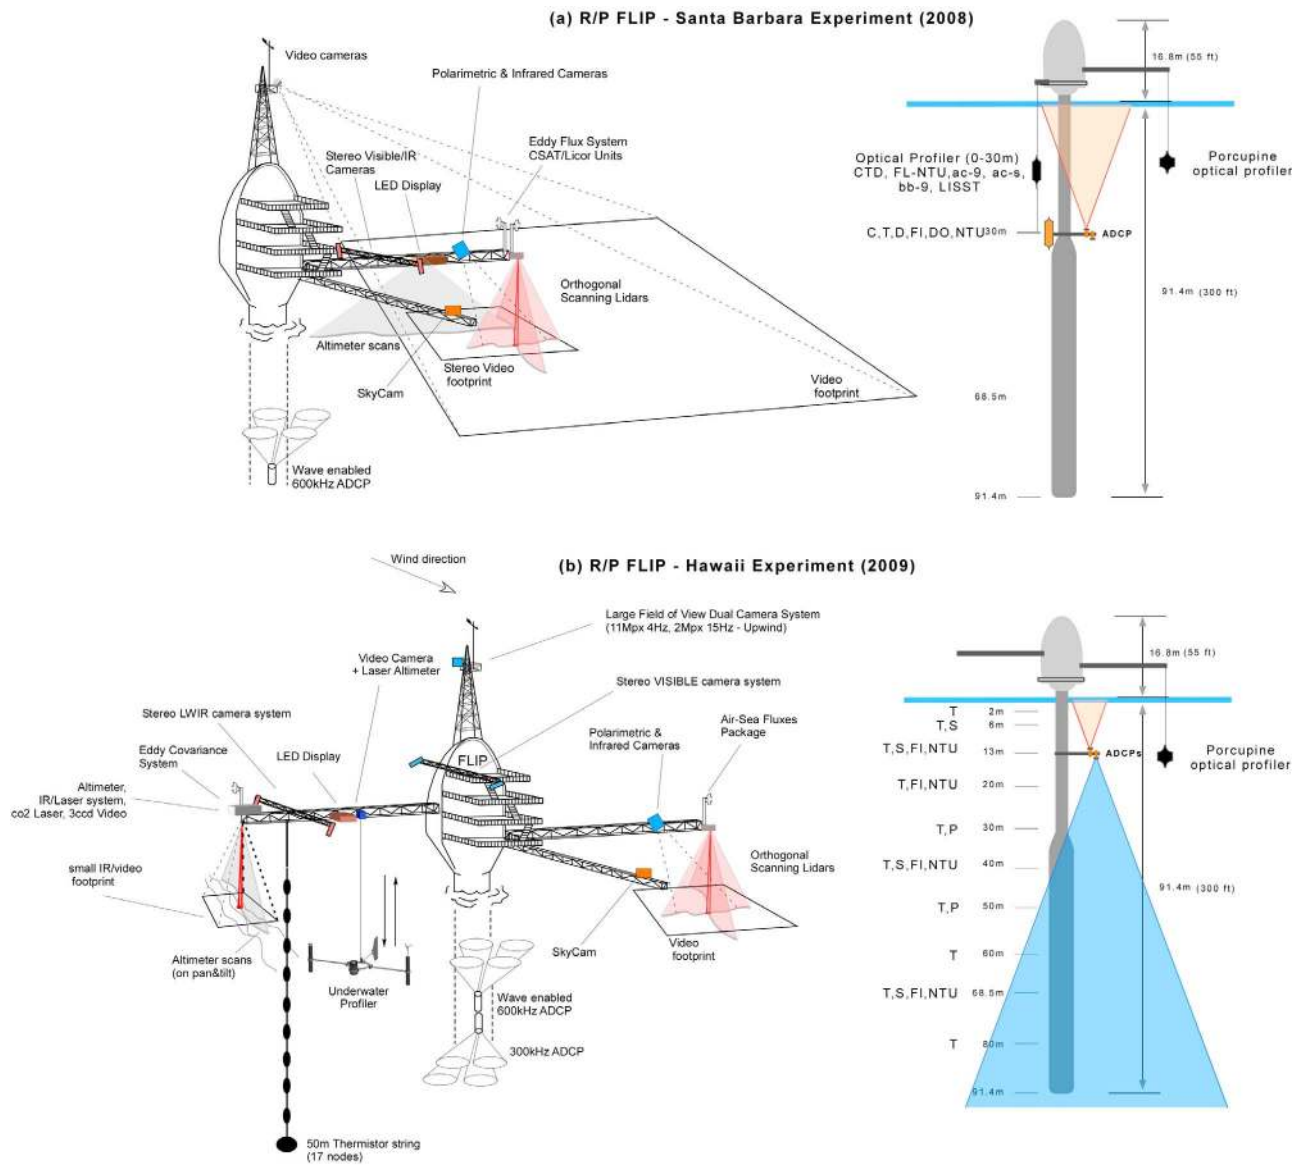 (a) R/P FLIP - Santa Barbara Experiment (2008)
Video cameras
Polarimetric & Infrared Cameras
Eddy Flux System
CSAT/Licor Units
Stereo Visible/IR
Cameras
LED Display
Orthogonal
Scanning Lidars
Altimeter scans
Stereo Video
footprint
SkyCam
Video
footprint
Wave enabled
600kHz ADCP
16.8m (55 ft)
Optical Profiler (0-30m)
CTD, FL-NTU,ac-9, ac-s,
bb-9, LISST
Porcupine
optical profiler
C,T,D,FI,DO,NTU
30m
ADCP
91.4m (300 ft)
68.5m
91.4m
(b) R/P FLIP - Hawaii Experiment (2009)
Wind direction
Large Field of View Dual Camera System
(11Mpx 4Hz, 2Mpx 15Hz - Upwind)
Video Camera
+ Laser Altimeter
Stereo VISIBLE camera system
Stereo LWIR camera system
Polarimetric &
Infrared Cameras
Air-Sea Fluxes
Package
Eddy Covariance
System
LED Display
FLIP
Altimeter,
IR/Laser system,
co2 Laser, 3ccd Video
small IR/video
footprint
Orthogonal
Scanning Lidars
Altimeter scans
(on pan&tilt)
Underwater
Profiler
SkyCam
Video
footprint
Wave enabled
600kHz ADCP
300kHz ADCP
50m Thermistor string
(17 nodes)
16.8m (55 ft)
T 2m
T,S 6m
T,S,FI,NTU 13m
ADCPs
Porcupine
optical profiler
T,FI,NTU 20m
T,P 30m
T,S,FI,NTU 40m
91.4m (300 ft)
T,P 50m
T 60m
T,S,FI,NTU 68.5m
T 80m
91.4m